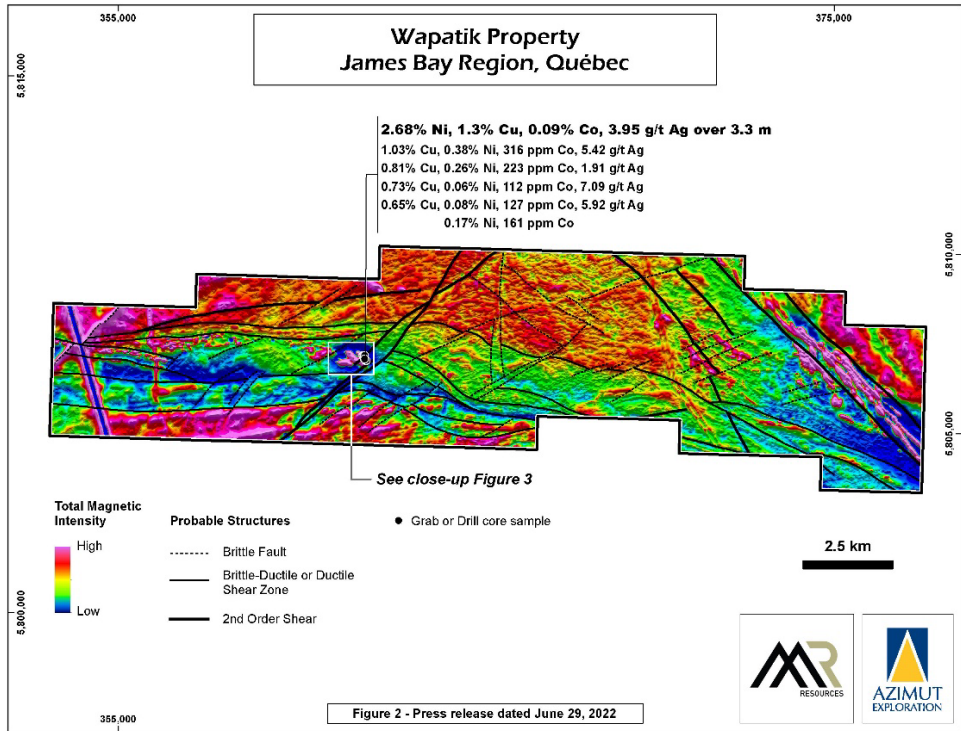 355,000
375,000
Wapatik Property
James Bay Region, Québec
5,815,000
2.68% Ni, 1.3% Cu, 0.09% Co, 3.95 g/t Ag over 3.3 m
1.03% Cu, 0.38% Ni, 316 ppm Co, 5.42 g/t Ag
0.81% Cu, 0.26% Ni, 223 ppm Co, 1.91 g/t Ag
0.73% Cu, 0.06% Ni, 112 ppm Co, 7.09 g/t Ag
0.65% Cu, 0.08% Ni, 127 ppm Co, 5.92 g/t Ag
0.17% Ni, 161 ppm Co
5,810,000
5,805,000
See close-up Figure 3
Total Magnetic
Intensity
High
Low
Probable Structures
Brittle Fault
Brittle-Ductile or Ductile
Shear Zone
2nd Order Shear
Grab or Drill core sample
2.5 km
5,800,000
MR
RESOURCES
AZIMUT
EXPLORATION
355,000
Figure 2 - Press release dated June 29, 2022